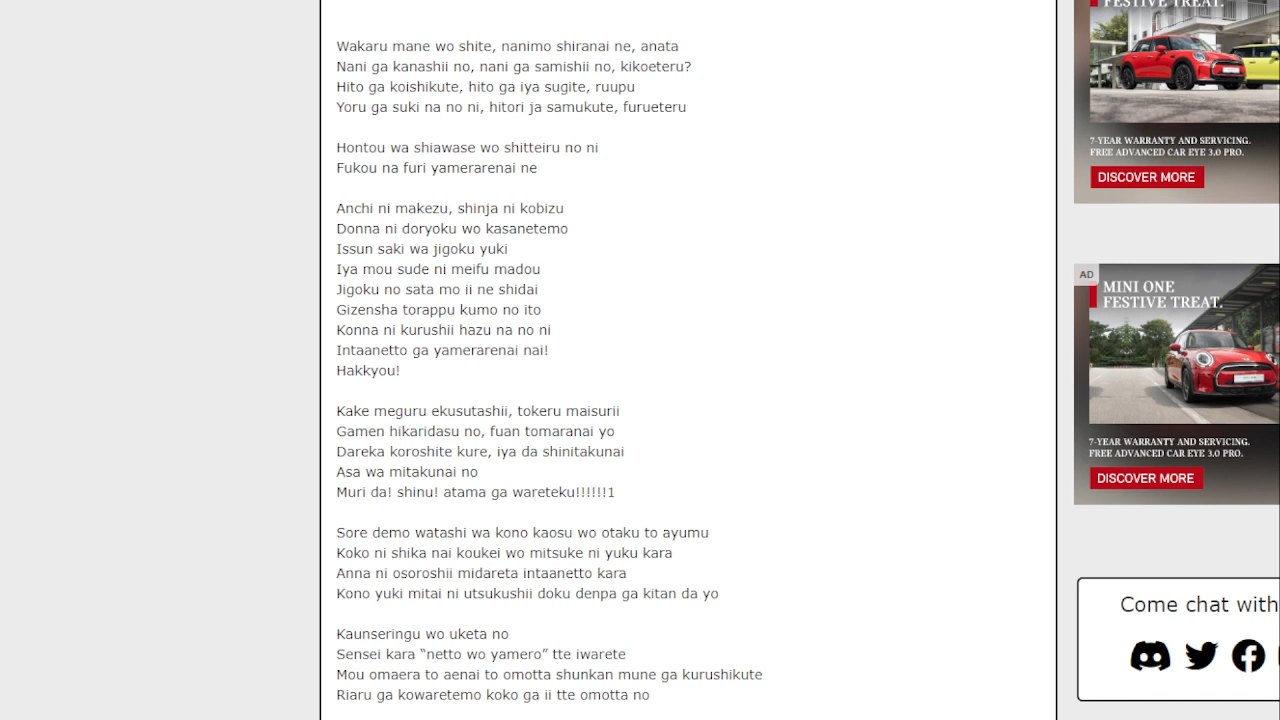 Wakaru mane wo shite, nanimo shiranai ne, anata
Nani ga kanashii no, nani ga samishii no, kikoeteru?
Hito ga koishikute, hito ga iya sugite, ruupu
Yoru ga suki na no ni, hitori ja samukute, furueteru
Hontou wa shiawase wo shitteiru no ni
Fukou na furi yamerarenai ne
Anchi ni makezu, shinja ni kobizu
Donna ni doryoku wo kasanetemo
Issun saki wa jigoku yuki
Iya mou sude ni meifu madou
Jigoku no sata mo ii ne shidai
Gizensha torappu kumo no ito
Konna ni kurushii hazu na no ni
Intaanetto ga yamerarenai nai!
Hakkyou!
Kake meguru ekusutashii, tokeru maisurii
Gamen hikaridasu no, fuan tomaranai yo
Dareka koroshite kure, iya da shinitakunai
Asa wa mitakunai no
Muri da! shinu! atama ga wareteku!!!!!!1
Sore demo watashi wa kono kaosu wo otaku to ayumu
Koko ni shika nai koukei wo mitsuke ni yuku kara
Anna ni osoroshii midareta intaanetto kara
Kono yuki mitai ni utsukushii doku denpa ga kitan da yo
Kaunseringu wo uketa no
Sensei kara “netto wo yamero” tte iwarete
Mou omaera to aenai to omotta shunkan mune ga kurushikute
Riaru ga kowaretemo koko ga ii tte omotta no
FESTIVE TREAT.
7-YEAR WARRANTY AND SERVICING.
FREE ADVANCED CAR EYE 3.0 PRO.
DISCOVER MORE
AD
MINI ONE
FESTIVE TREAT.
7-YEAR WARRANTY AND SERVICING.
FREE ADVANCED CAR EYE 3.0 PRO.
DISCOVER MORE
Come chat with